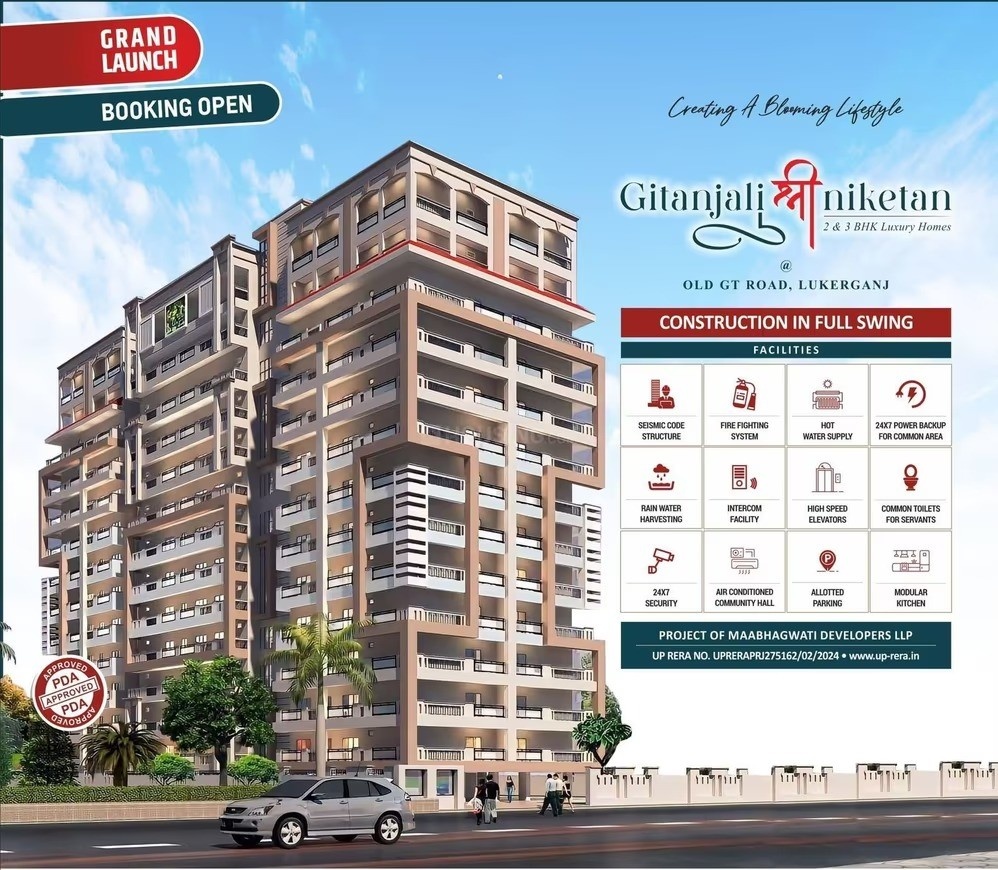 GRAND
LAUNCH
BOOKING OPEN
Creating A Blooming Lifestyle
Gitanjali श्री niketan
2 & 3 BHK Luxury Homes
@
OLD GT ROAD, LUKERGANJ
CONSTRUCTION IN FULL SWING
FACILITIES
SEISMIC CODE
STRUCTURE
FIRE FIGHTING
SYSTEM
HOT
WATER SUPPLY
24X7 POWER BACKUP
FOR COMMON AREA
RAIN WATER
HARVESTING
INTERCOM
FACILITY
HIGH SPEED
ELEVATORS
COMMON TOILETS
FOR SERVANTS
24X7
SECURITY
AIR CONDITIONED
COMMUNITY HALL
ALLOTTED
PARKING
MODULAR
KITCHEN
PROJECT OF MAABHAGWATI DEVELOPERS LLP
UP RERA NO. UPRERAPRJ275162/02/2024 • www.up-rera.in
APPROVED
PDA
APPROVED
PDA
APPROVED